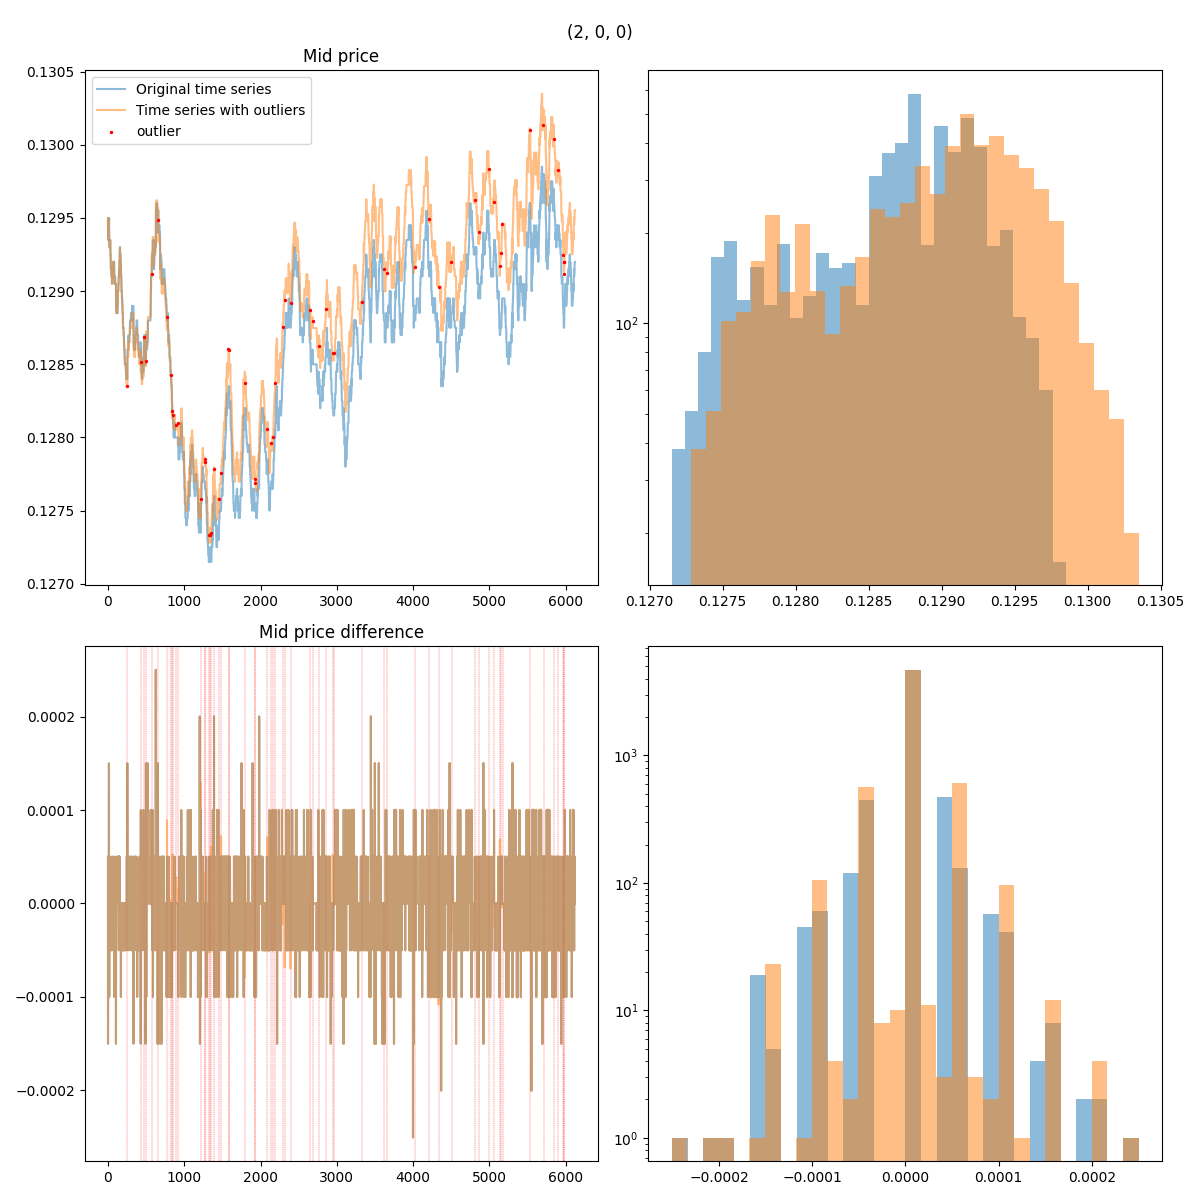 (2, 0, 0)
Mid price
Original time series
Time series with outliers
outlier
0.1305
0.1300
0.1295
0.1290
0.1285
0.1280
0.1275
0.1270
0 1000 2000 3000 4000 5000 6000
10²
0.1270 0.1275 0.1280 0.1285 0.1290 0.1295 0.1300 0.1305
Mid price difference
0.0002
0.0001
0.0000
−0.0001
−0.0002
0 1000 2000 3000 4000 5000 6000
10³
10²
10¹
10⁰
−0.0002 −0.0001 0.0000 0.0001 0.0002